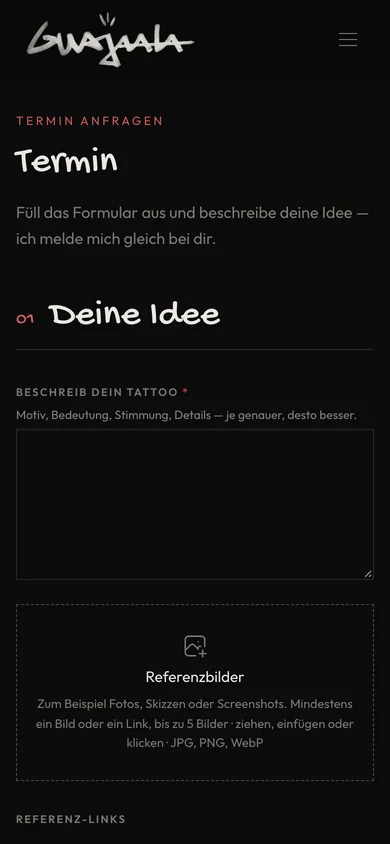 Guajaala
TERMIN ANFRAGEN
Termin
Füll das Formular aus und beschreibe deine Idee —
ich melde mich gleich bei dir.
01 Deine Idee
BESCHREIB DEIN TATTOO *
Motiv, Bedeutung, Stimmung, Details — je genauer, desto besser.
Referenzbilder
Zum Beispiel Fotos, Skizzen oder Screenshots. Mindestens
ein Bild oder ein Link, bis zu 5 Bilder · ziehen, einfügen oder
klicken · JPG, PNG, WebP
REFERENZ-LINKS